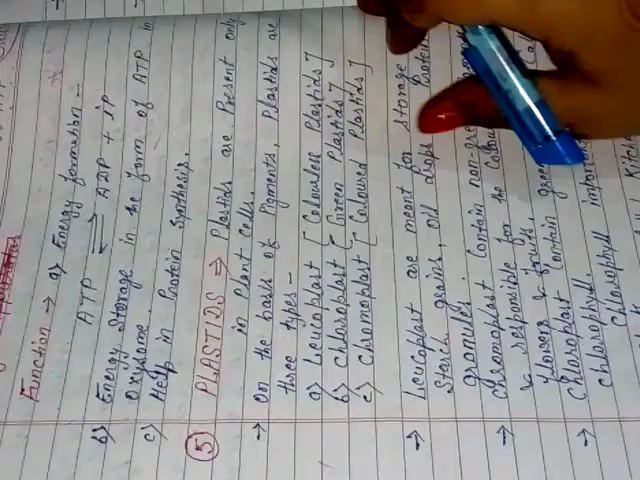 Function → a) Energy formation -
ATP ⇌ ADP + iP
b) Energy Storage in the form of ATP in
Oxysome.
c) Help in Protein Synthesis.
⑤ PLASTIDS ⇒ Plastids are Present only
in Plant Cells.
→ On the basis of Pigments, Plastids are
three types -
a) Leucoplast [Colourless Plastids]
b) Chloroplast [Green Plastids]
c) Chromoplast [Coloured Plastids]
→ Leucoplast are meant for Storage
Starch grains, oil drops Protein
granules.
→ Chromoplast Contain non-gre
& responsible for the Colou
flowers & fruits,
→ Chloroplast Contain gree
Chlorophyll.
Chlorophyll import